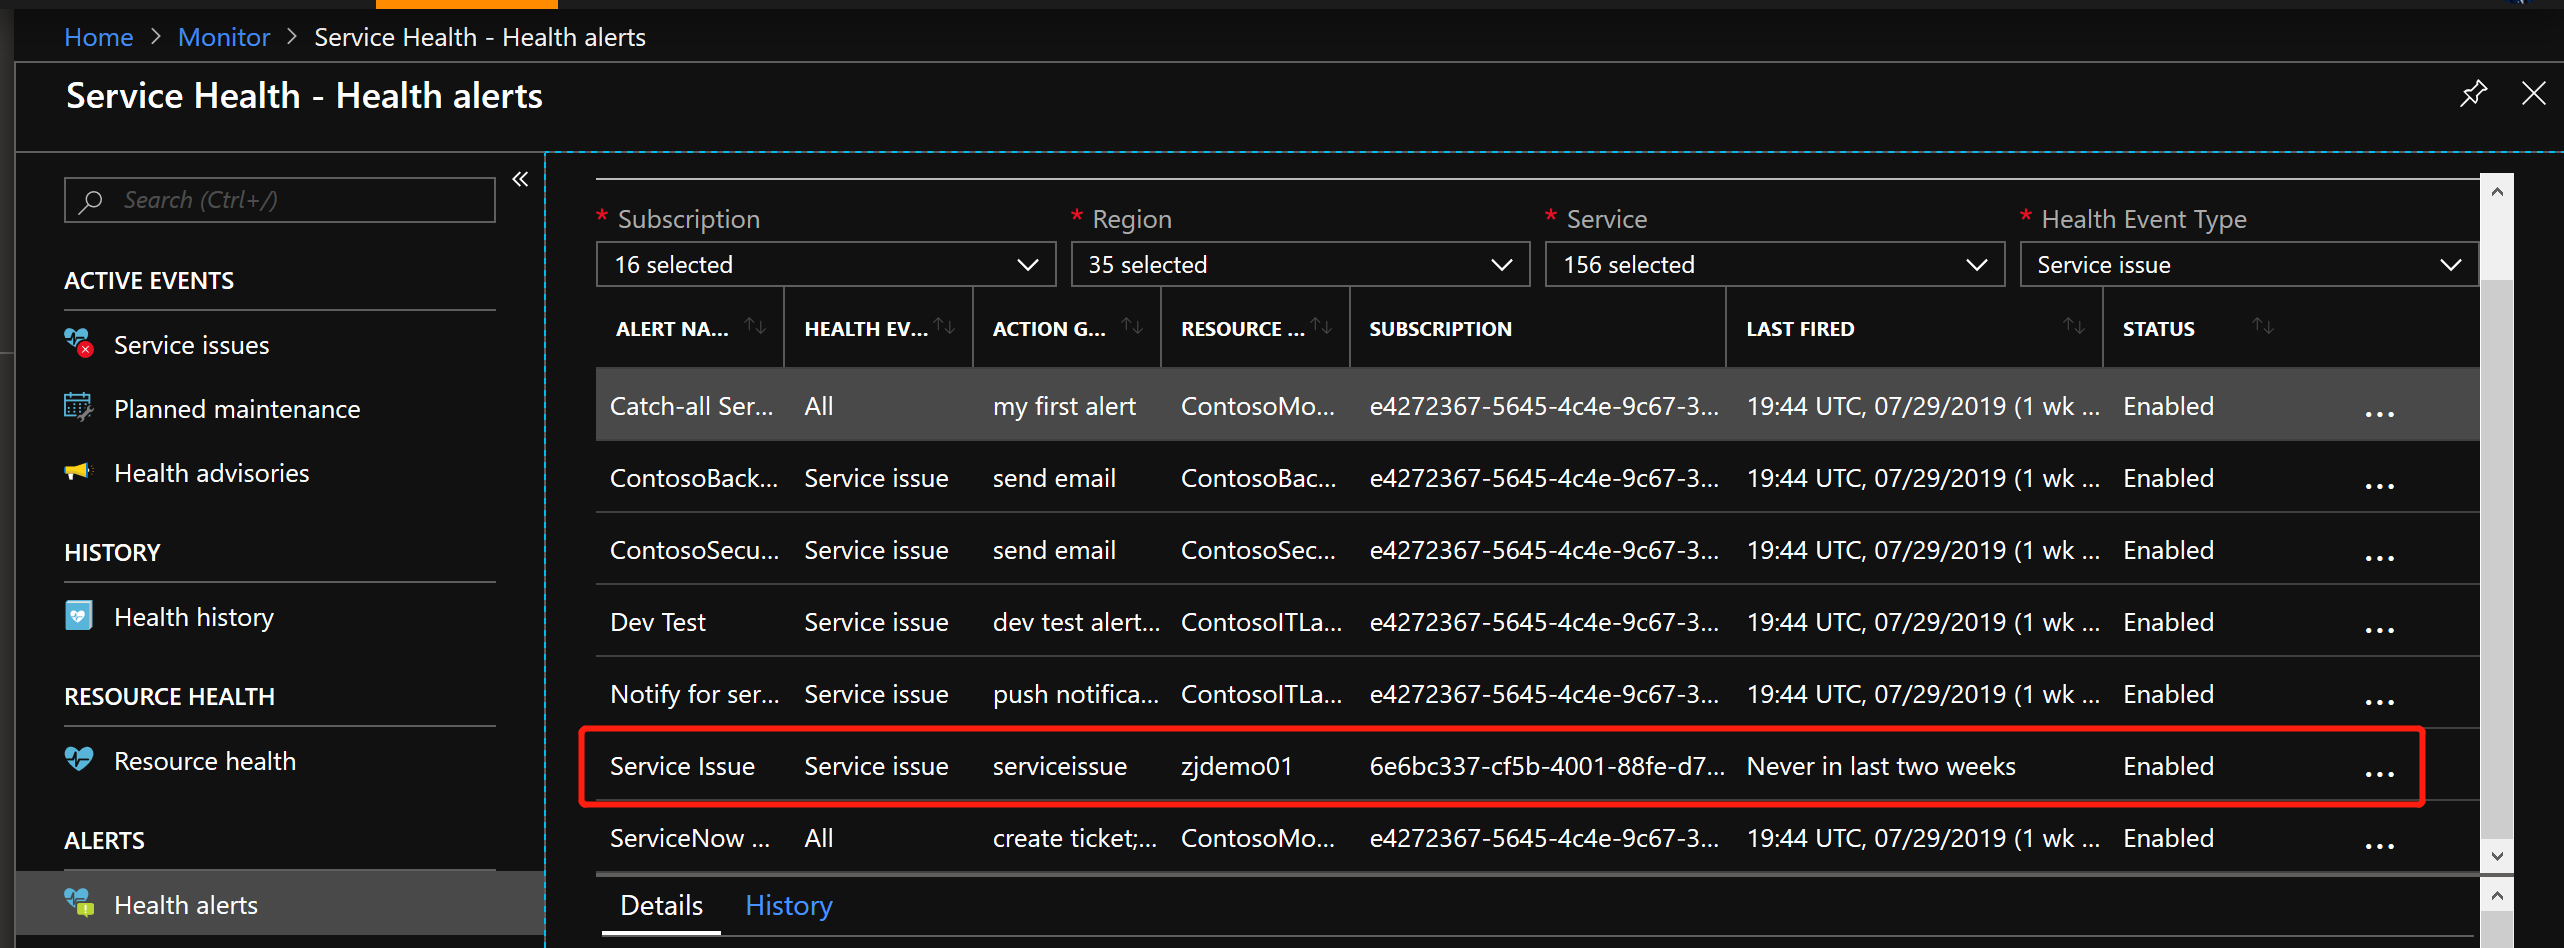 Home > Monitor > Service Health - Health alerts
Service Health - Health alerts
Search (Ctrl+/)
ACTIVE EVENTS
Service issues
Planned maintenance
Health advisories
HISTORY
Health history
RESOURCE HEALTH
Resource health
ALERTS
Health alerts
* Subscription * Region * Service * Health Event Type
16 selected 35 selected 156 selected Service issue
ALERT NA... HEALTH EV... ACTION G... RESOURCE ... SUBSCRIPTION LAST FIRED STATUS
Catch-all Ser... All my first alert ContosoMo... e4272367-5645-4c4e-9c67-3... 19:44 UTC, 07/29/2019 (1 wk ... Enabled ...
ContosoBack... Service issue send email ContosoBac... e4272367-5645-4c4e-9c67-3... 19:44 UTC, 07/29/2019 (1 wk ... Enabled ...
ContosoSecu... Service issue send email ContosoSec... e4272367-5645-4c4e-9c67-3... 19:44 UTC, 07/29/2019 (1 wk ... Enabled ...
Dev Test Service issue dev test alert... ContosoITLa... e4272367-5645-4c4e-9c67-3... 19:44 UTC, 07/29/2019 (1 wk ... Enabled ...
Notify for ser... Service issue push notifica... ContosoITLa... e4272367-5645-4c4e-9c67-3... 19:44 UTC, 07/29/2019 (1 wk ... Enabled ...
Service Issue Service issue serviceissue zjdemo01 6e6bc337-cf5b-4001-88fe-d7... Never in last two weeks Enabled ...
ServiceNow ... All create ticket;... ContosoMo... e4272367-5645-4c4e-9c67-3... 19:44 UTC, 07/29/2019 (1 wk ... Enabled ...
Details History